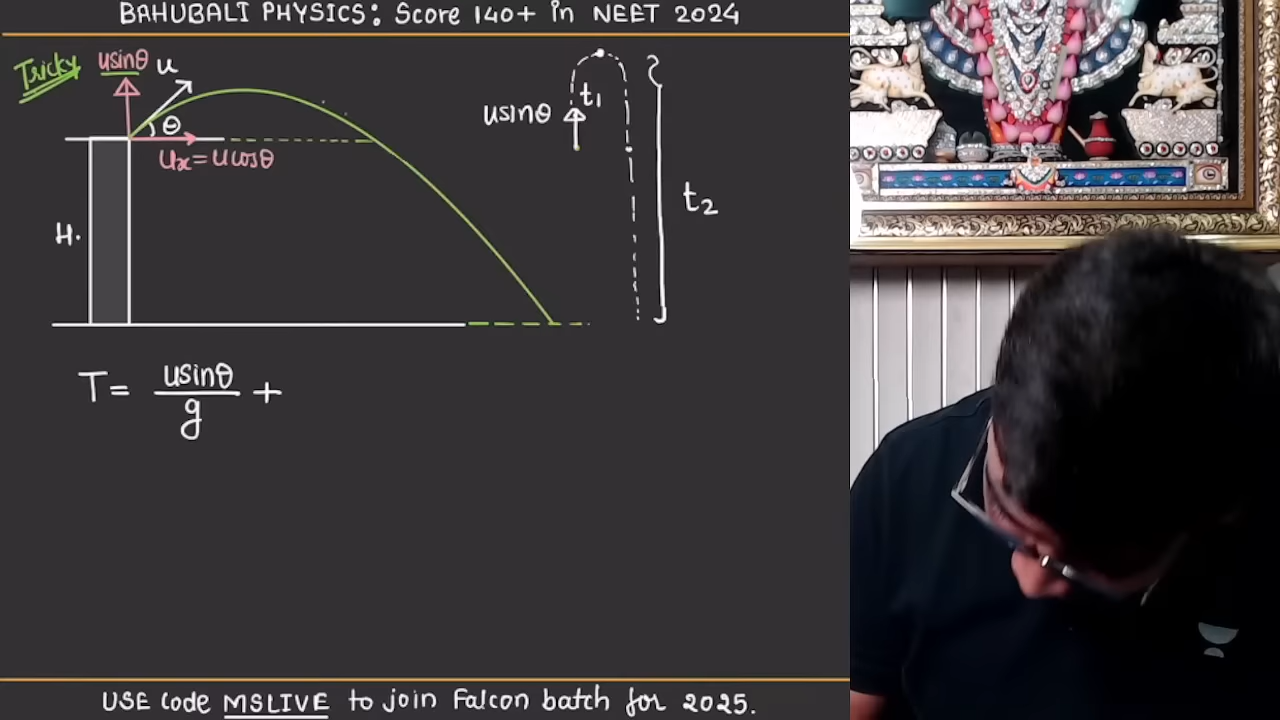 BAHUBALI PHYSICS: Score 140+ in NEET 2024
Tricky
usinθ
u
θ
uₓ=ucosθ
H.
usinθ
t₁
t₂
T= usinθ/g +
USE Code MSLIVE to join Falcon batch for 2025.